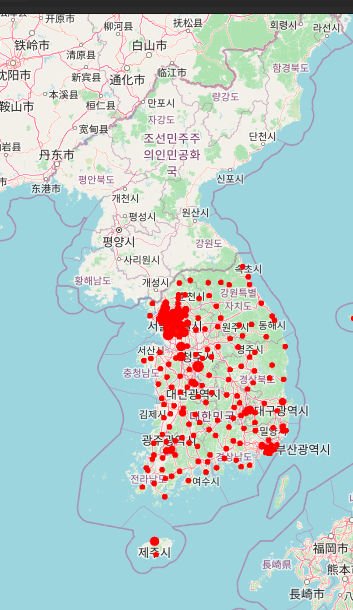 开原市
柳河县
抚松县
회령시
라선시
铁岭市
白山市
清原县
沈阳市
新宾县
临江市
함경북도
通化市
本溪县
량강도
桓仁县
만포시
鞍山市
자강도
宽甸县
단천시
조선민주주
의인민공화
국
丹东市
东港市
평안북도
신포시
개천시
평성시
원산시
평양시
강원도
사리원시
황해남도
개성시
속초시
강원특별
자치도
원주시
동해시
서산시
영주시
충청남도
대전광역시
경상북도
김제시
대한민국
대구광역시
밀양시
광주광역시
부산광역시
경상남도
전라남도
여수시
제주시
福岡市
長崎県
熊本
長崎市